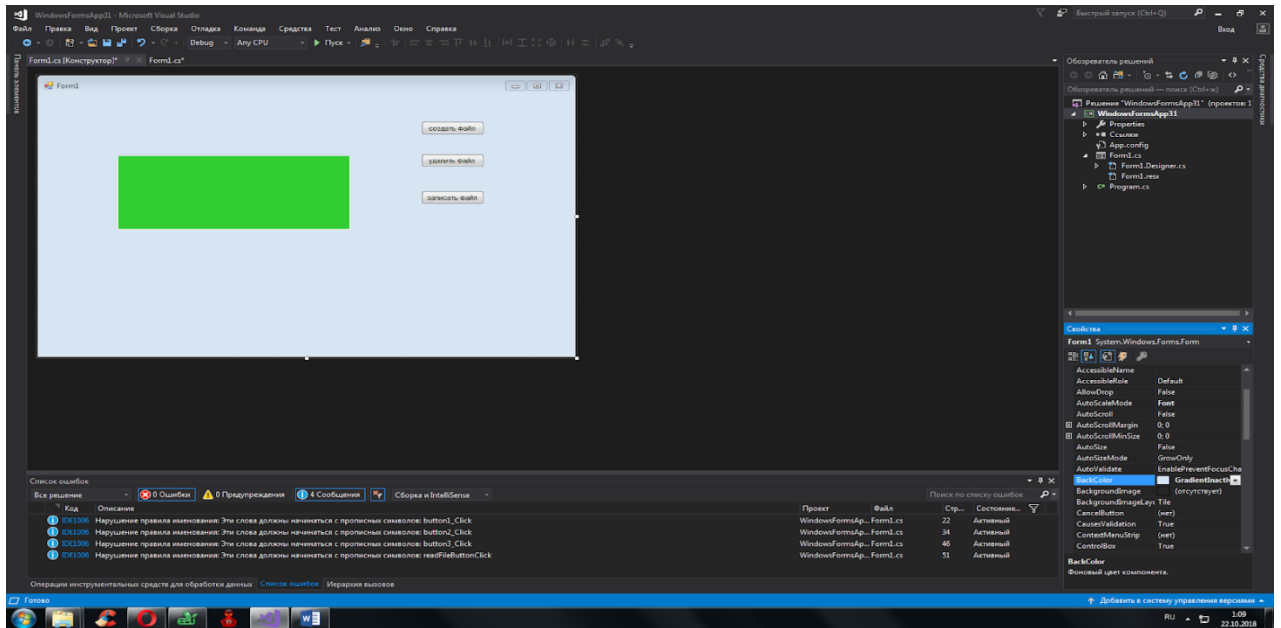 WindowsFormsApp31 - Microsoft Visual Studio
Быстрый запуск (Ctrl+Q)
Файл Правка Вид Проект Сборка Отладка Команда Средства Тест Анализ Окно Справка
Вход
Debug Any CPU Пуск
Панель элементов
Form1.cs [Конструктор]* Form1.cs*
Form1
создать файл
удалить файл
записать файл
Обозреватель решений
Средства диагностики
Обозреватель решений — поиск (Ctrl+ж)
Решение "WindowsFormsApp31" (проектов: 1
WindowsFormsApp31
Properties
Ссылки
App.config
Form1.cs
Form1.Designer.cs
Form1.resx
Program.cs
Свойства
Form1 System.Windows.Forms.Form
AccessibleName
AccessibleRole Default
AllowDrop False
AutoScaleMode Font
AutoScroll False
AutoScrollMargin 0; 0
AutoScrollMinSize 0; 0
AutoSize False
AutoSizeMode GrowOnly
AutoValidate EnablePreventFocusCha
BackColor GradientInacti
BackgroundImage (отсутствует)
BackgroundImageLayo Tile
CancelButton (нет)
CausesValidation True
ContextMenuStrip (нет)
ControlBox True
BackColor
Фоновый цвет компонента.
Список ошибок
Все решение 0 Ошибки 0 Предупреждения 4 Сообщения Сборка и IntelliSense Поиск по списку ошибок
Код Описание Проект Файл Стр... Состояние...
IDE1006 Нарушение правила именования: Эти слова должны начинаться с прописных символов: button1_Click WindowsFormsAp... Form1.cs 22 Активный
IDE1006 Нарушение правила именования: Эти слова должны начинаться с прописных символов: button2_Click WindowsFormsAp... Form1.cs 34 Активный
IDE1006 Нарушение правила именования: Эти слова должны начинаться с прописных символов: button3_Click WindowsFormsAp... Form1.cs 46 Активный
IDE1006 Нарушение правила именования: Эти слова должны начинаться с прописных символов: readFileButtonClick WindowsFormsAp... Form1.cs 51 Активный
Операции инструментальных средств для обработки данных Список ошибок Иерархия вызовов
Готово
Добавить в систему управления версиями
RU
1:09
22.10.2018